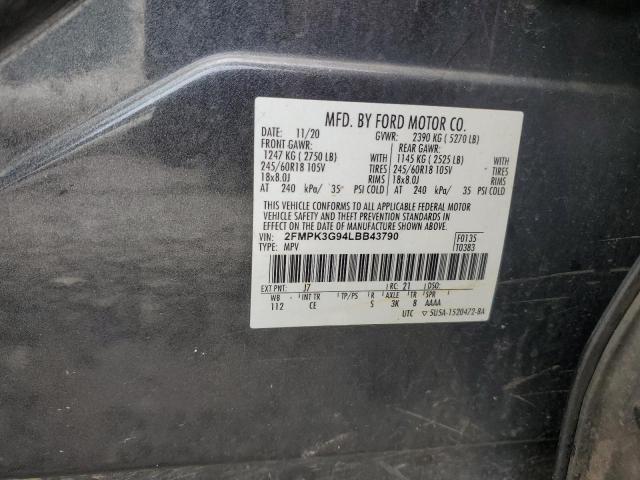 MFD. BY FORD MOTOR CO.
DATE: 11/20 GVWR: 2390 KG ( 5270 LB)
FRONT GAWR: REAR GAWR:
1247 KG ( 2750 LB) WITH 1145 KG ( 2525 LB) WITH
245/60R18 105V TIRES 245/60R18 105V TIRES
18x8.0J RIMS 18x8.0J RIMS
AT 240 kPa/ 35 PSI COLD AT 240 kPa/ 35 PSI COLD
THIS VEHICLE CONFORMS TO ALL APPLICABLE FEDERAL MOTOR
VEHICLE SAFETY AND THEFT PREVENTION STANDARDS IN
EFFECT ON THE DATE OF MANUFACTURE SHOWN ABOVE.
VIN: 2FMPK3G94LBB43790 F0135
TYPE: MPV T0383
EXT PNT: J7 RC: 21 DSO:
WB INT TR TP/PS R AXLE TR SPR
112 CE S 3K 8 AAAA
UTC ▽ 5U5A-1520472-BA